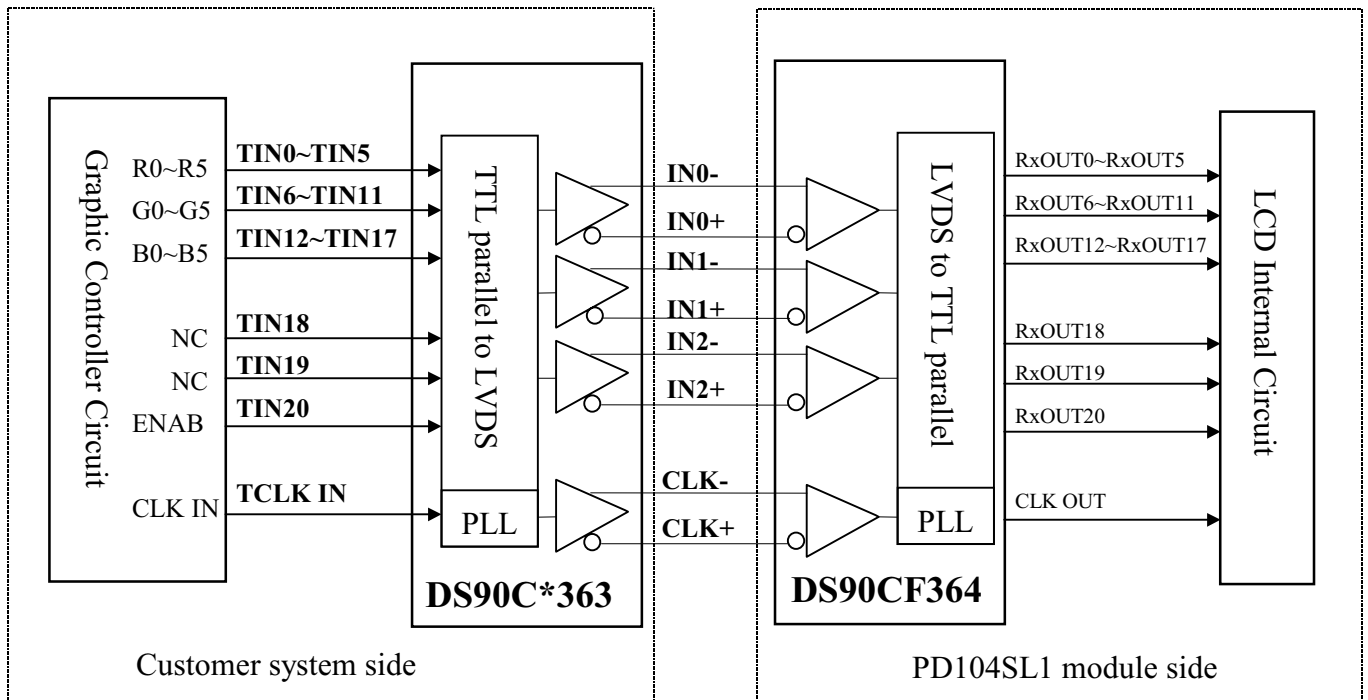 Graphic Controller Circuit
R0~R5
G0~G5
B0~B5
NC
NC
ENAB
CLK IN
TIN0~TIN5
TIN6~TIN11
TIN12~TIN17
TIN18
TIN19
TIN20
TCLK IN
TTL parallel to LVDS
PLL
DS90C*363
IN0-
IN0+
IN1-
IN1+
IN2-
IN2+
CLK-
CLK+
LVDS to TTL parallel
PLL
DS90CF364
RxOUT0~RxOUT5
RxOUT6~RxOUT11
RxOUT12~RxOUT17
RxOUT18
RxOUT19
RxOUT20
CLK OUT
LCD Internal Circuit
Customer system side
PD104SL1 module side